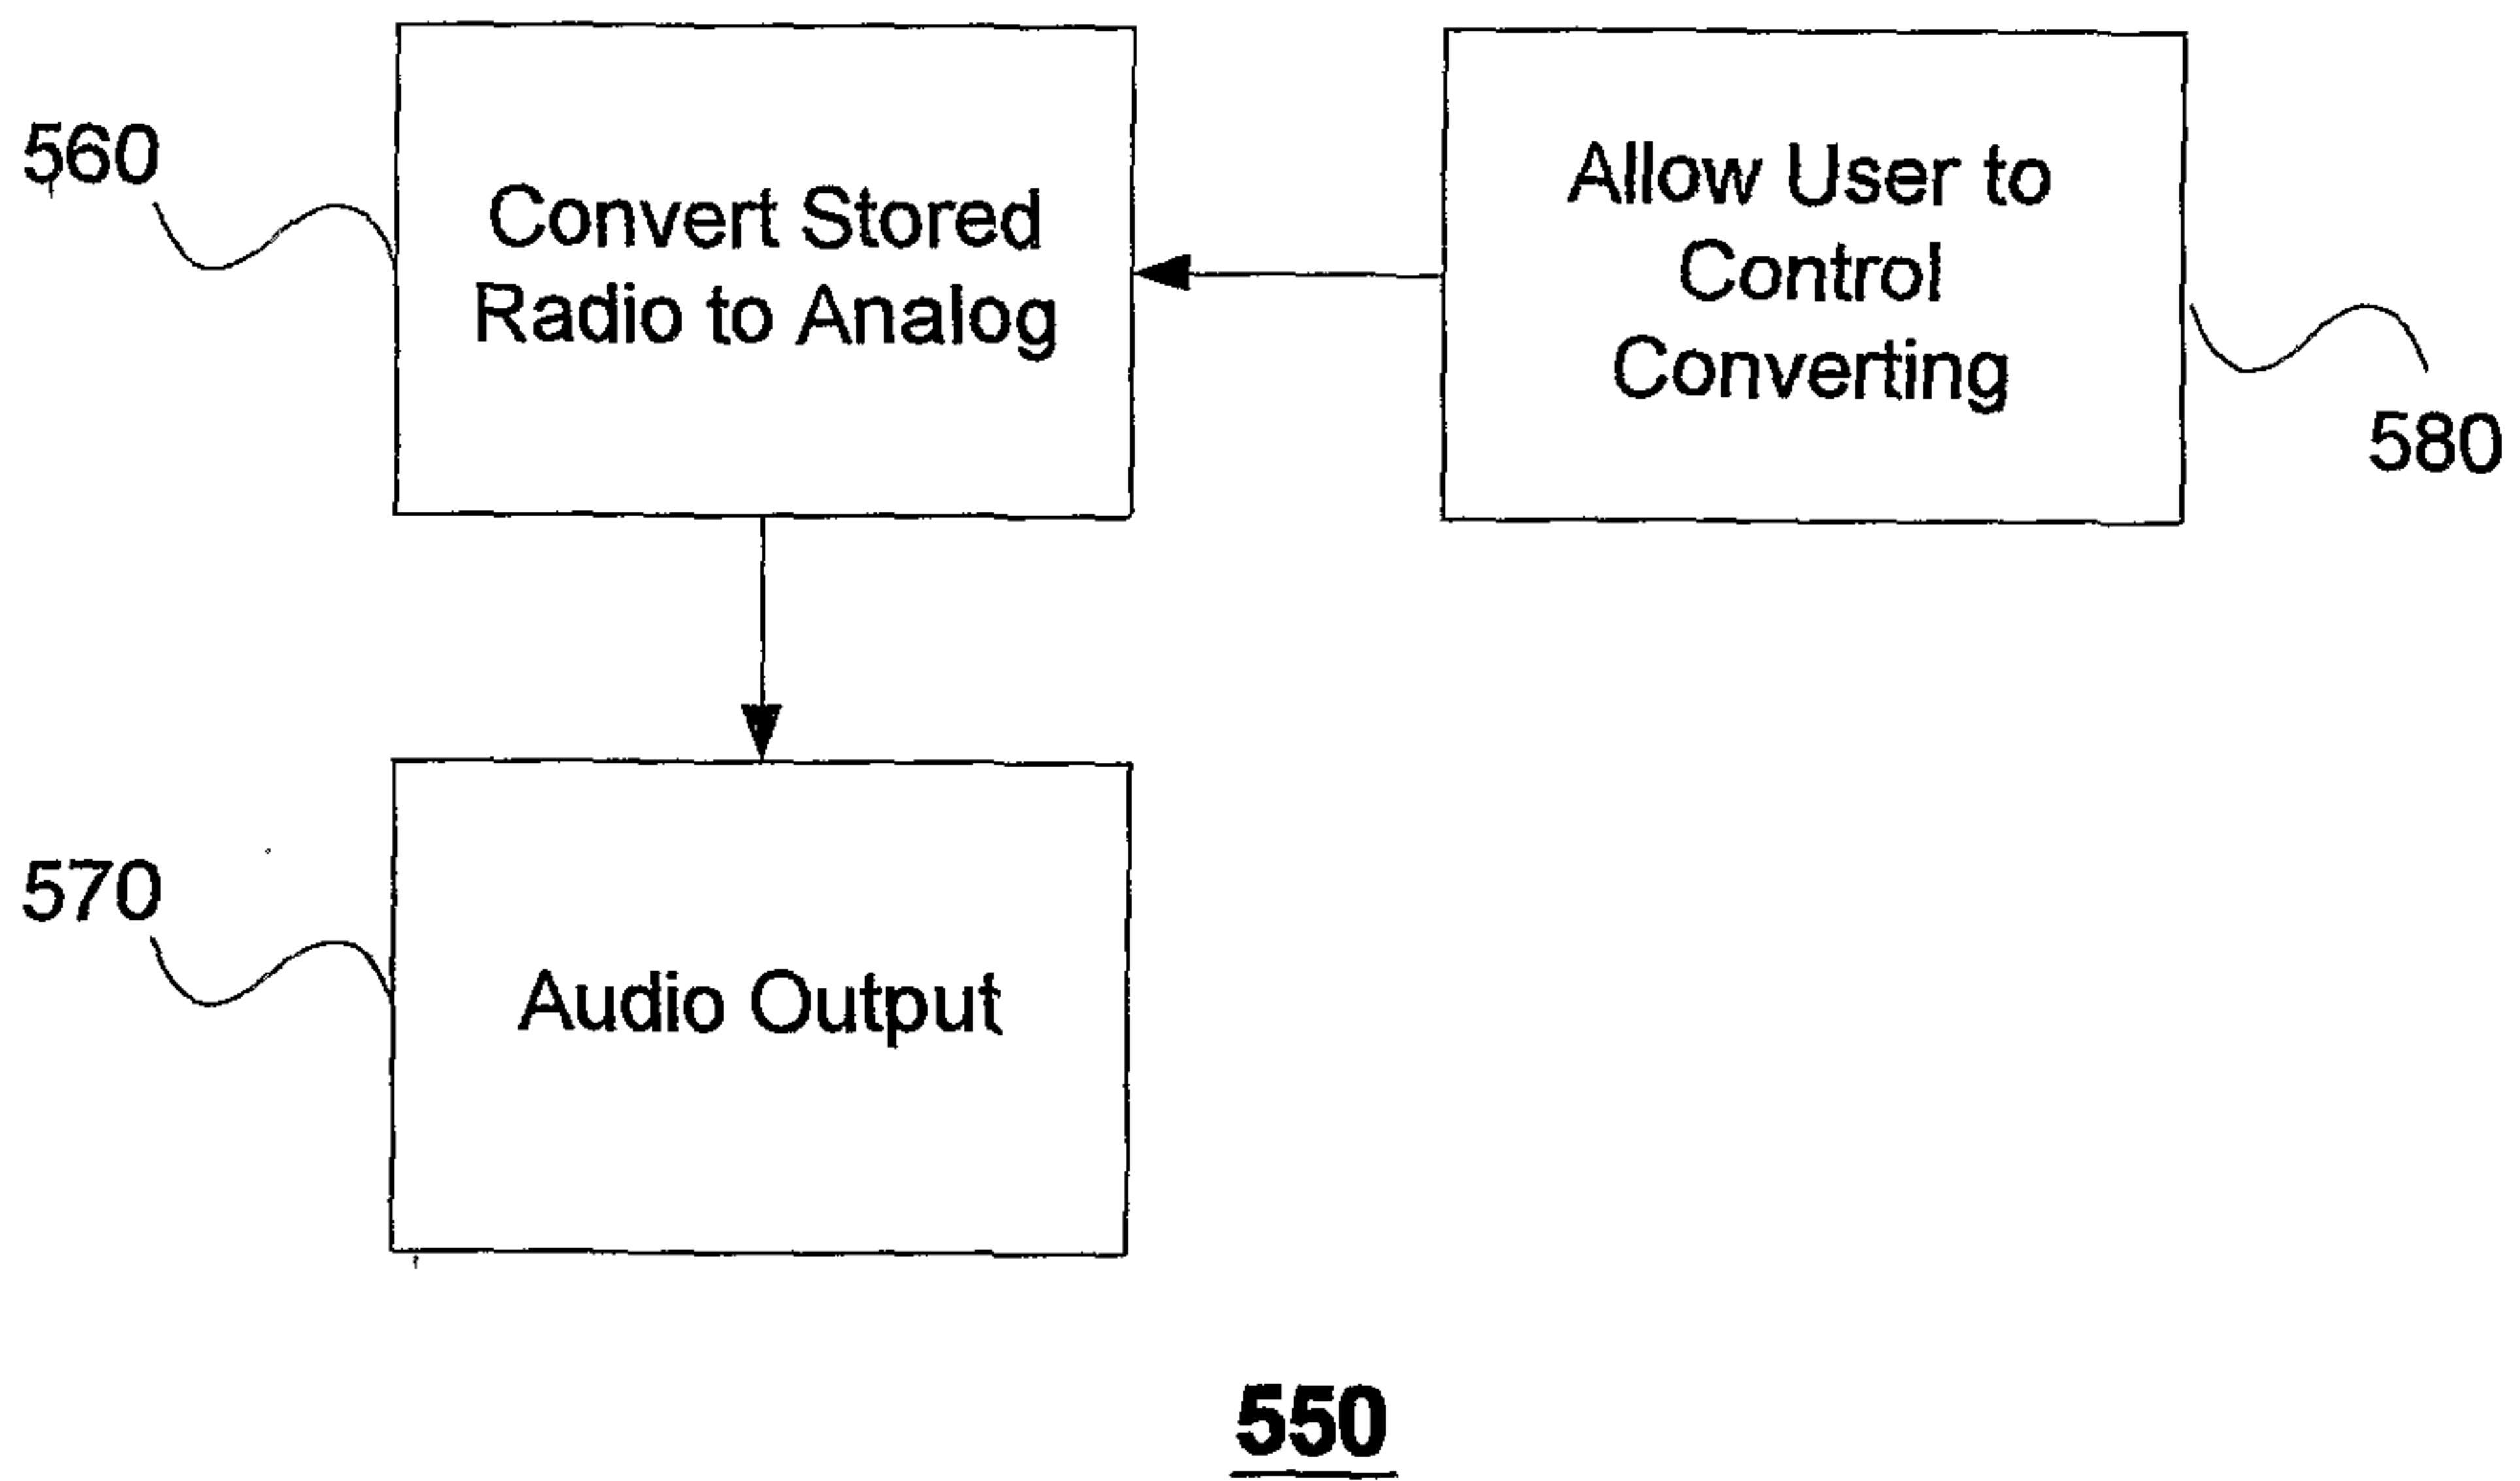 560
Convert Stored
Radio to Analog
Allow User to
Control
Converting
580
570
Audio Output
550